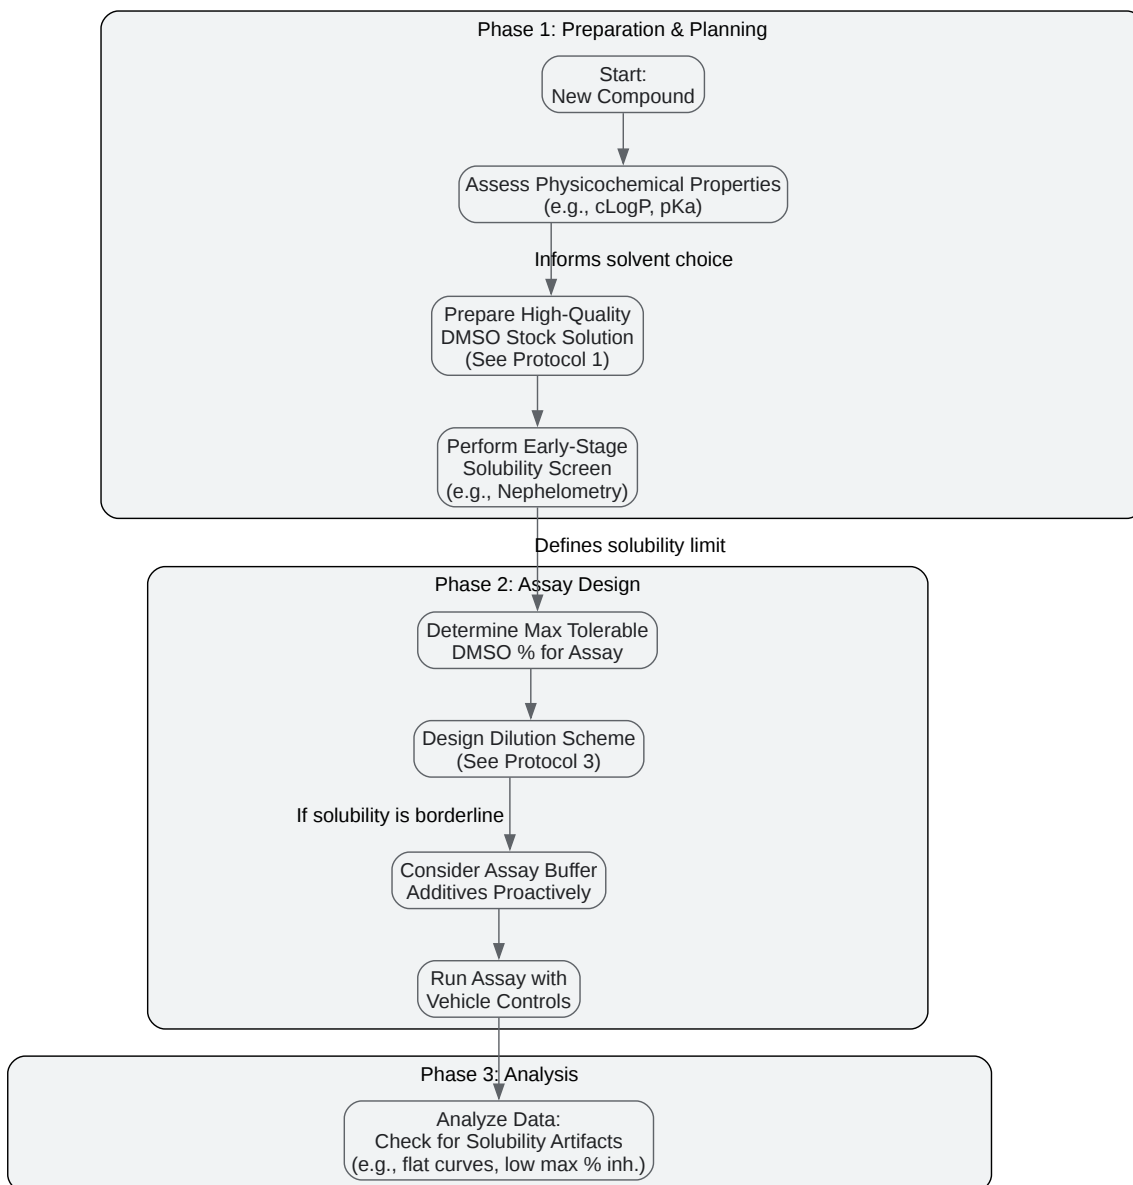 Phase 1: Preparation & Planning
Start:
New Compound
Assess Physicochemical Properties
(e.g., cLogP, pKa)
Informs solvent choice
Prepare High-Quality
DMSO Stock Solution
(See Protocol 1)
Perform Early-Stage
Solubility Screen
(e.g., Nephelometry)
Defines solubility limit
Phase 2: Assay Design
Determine Max Tolerable
DMSO % for Assay
Design Dilution Scheme
(See Protocol 3)
If solubility is borderline
Consider Assay Buffer
Additives Proactively
Run Assay with
Vehicle Controls
Phase 3: Analysis
Analyze Data:
Check for Solubility Artifacts
(e.g., flat curves, low max % inh.)